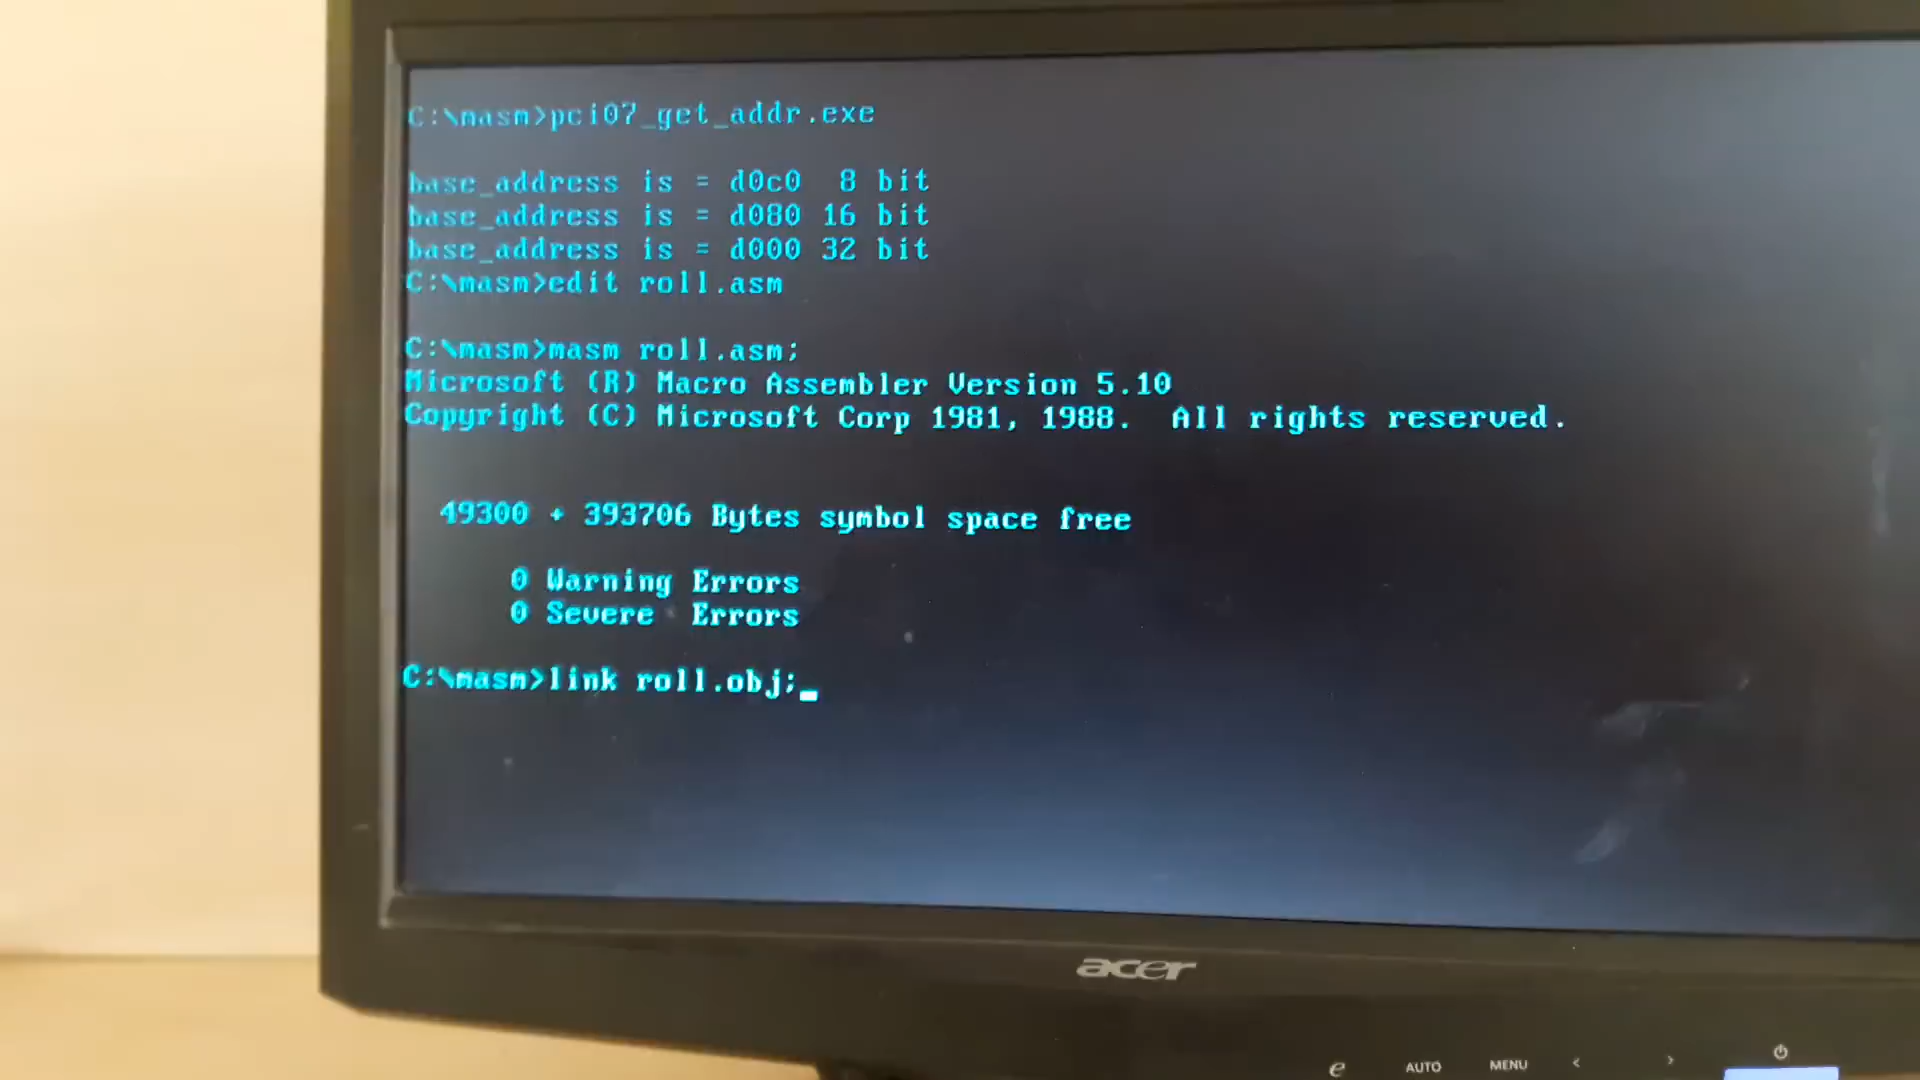 C:\masm>pci07_get_addr.exe
base_address is = d0c0  8 bit
base_address is = d080 16 bit
base_address is = d000 32 bit
C:\masm>edit roll.asm
C:\masm>masm roll.asm;
Microsoft (R) Macro Assembler Version 5.10
Copyright (C) Microsoft Corp 1981, 1988.  All rights reserved.
49300 + 393706 Bytes symbol space free
0 Warning Errors
0 Severe  Errors
C:\masm>link roll.obj;_
acer
e AUTO MENU < >